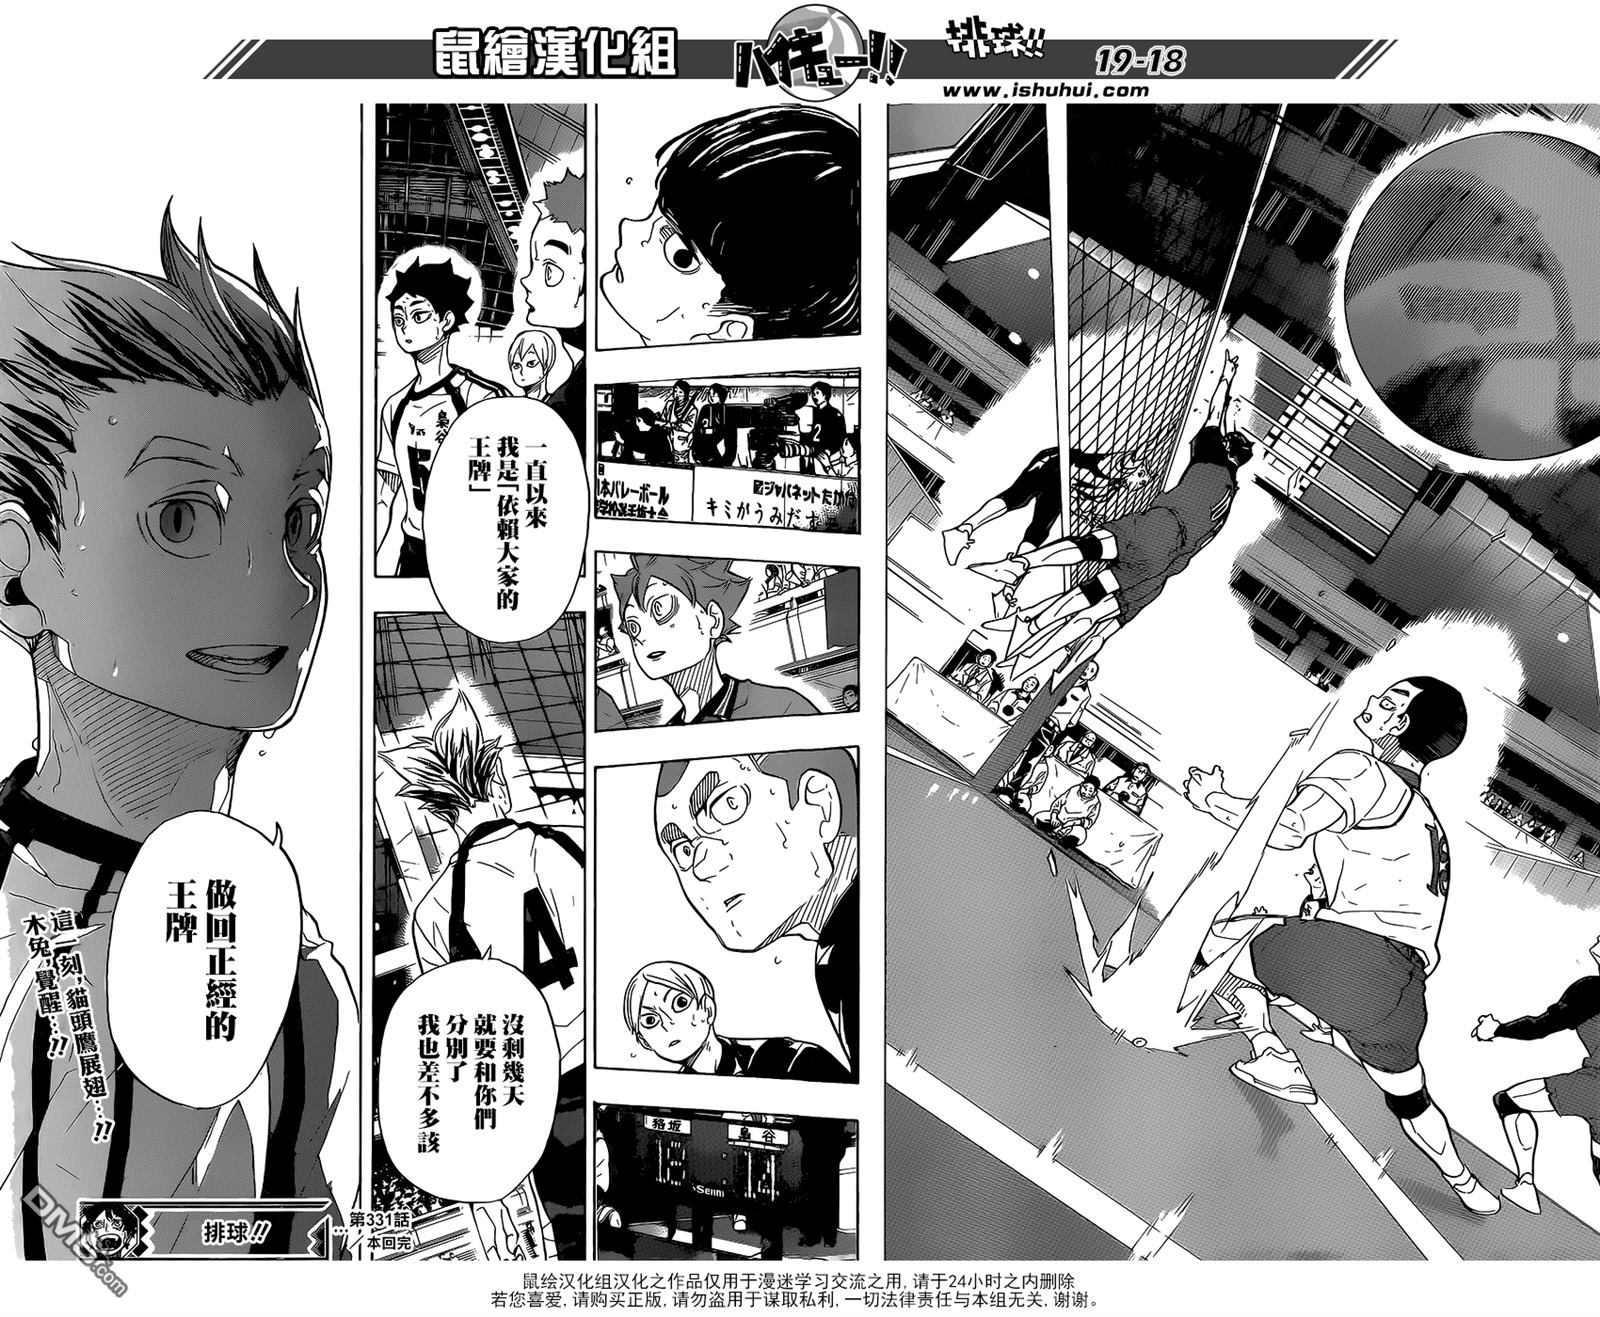 鼠繪漢化組
ハイキュー!!
排球!!
19-18
www.ishuhui.com
本バレーボール
ジャパネットたかた
キミがうみだす
2
一直以來
我是「依賴大家的
王牌」
梟谷
5
狢坂
梟谷
Senni
4
沒剩幾天
就要和你們
分別了
我也差不多該
做回正經的
王牌
這一刻,貓頭鷹展翅…!!
木兔,覺醒…!!
排球!!
第331話
…／本回完
鼠绘汉化组汉化之作品仅用于漫迷学习交流之用,请于24小时之内删除
若您喜爱,请购买正版,请勿盗用于谋取私利,一切法律责任与本组无关,谢谢。